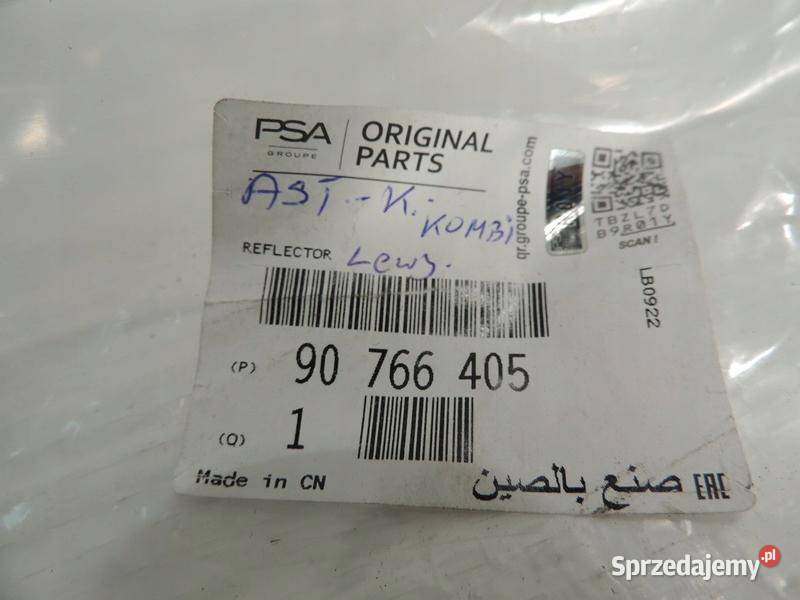 PSA
GROUPE
ORIGINAL
PARTS
AST-K.
KOMBI
REFLECTOR
Lewy.
qr.groupe-psa.com
TBZL7D
B9R01Y
SCAN!
LB0922
(P) 90 766 405
(Q) 1
Made in CN
صنع بالصين
EAC
Sprzedajemy.pl